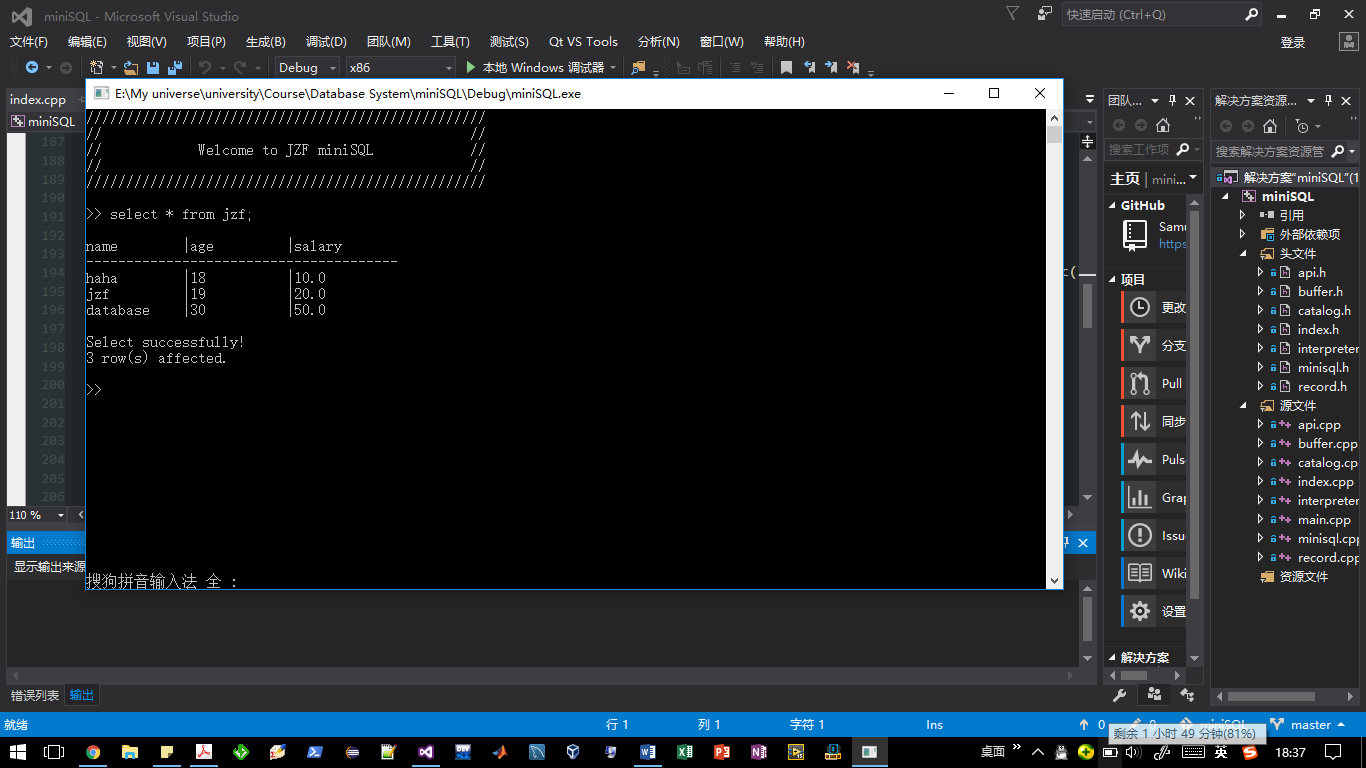 miniSQL - Microsoft Visual Studio
快速启动 (Ctrl+Q)
文件(F) 编辑(E) 视图(V) 项目(P) 生成(B) 调试(D) 团队(M) 工具(T) 测试(S) Qt VS Tools 分析(N) 窗口(W) 帮助(H)
登录
Debug x86 本地 Windows 调试器
index.cpp
miniSQL
E:\My universe\university\Course\Database System\miniSQL\Debug\miniSQL.exe
//////////////////////////////////////////////////
// //
// Welcome to JZF miniSQL //
// //
//////////////////////////////////////////////////
>> select * from jzf;
name |age |salary
---------------------------------------
haha |18 |10.0
jzf |19 |20.0
database |30 |50.0
Select successfully!
3 row(s) affected.
>>
搜狗拼音输入法 全 :
187
188
189
190
191
192
193
194
195
196
197
198
199
200
201
202
203
204
205
206
110 %
输出
显示输出来源
错误列表 输出
团队...
搜索工作项
主页 | mini...
GitHub
Samu
https
项目
更改
分支
Pull
同步
Puls
Grap
Issue
Wiki
设置
解决方案
解决方案资源...
搜索解决方案资源管
解决方案"miniSQL"(1
miniSQL
引用
外部依赖项
头文件
api.h
buffer.h
catalog.h
index.h
interpreter
minisql.h
record.h
源文件
api.cpp
buffer.cpp
catalog.cp
index.cpp
interpreter
main.cpp
minisql.cpp
record.cpp
资源文件
就绪 行 1 列 1 字符 1 Ins 0 0 miniSQL master
剩余 1 小时 49 分钟(81%)
桌面 英 18:37